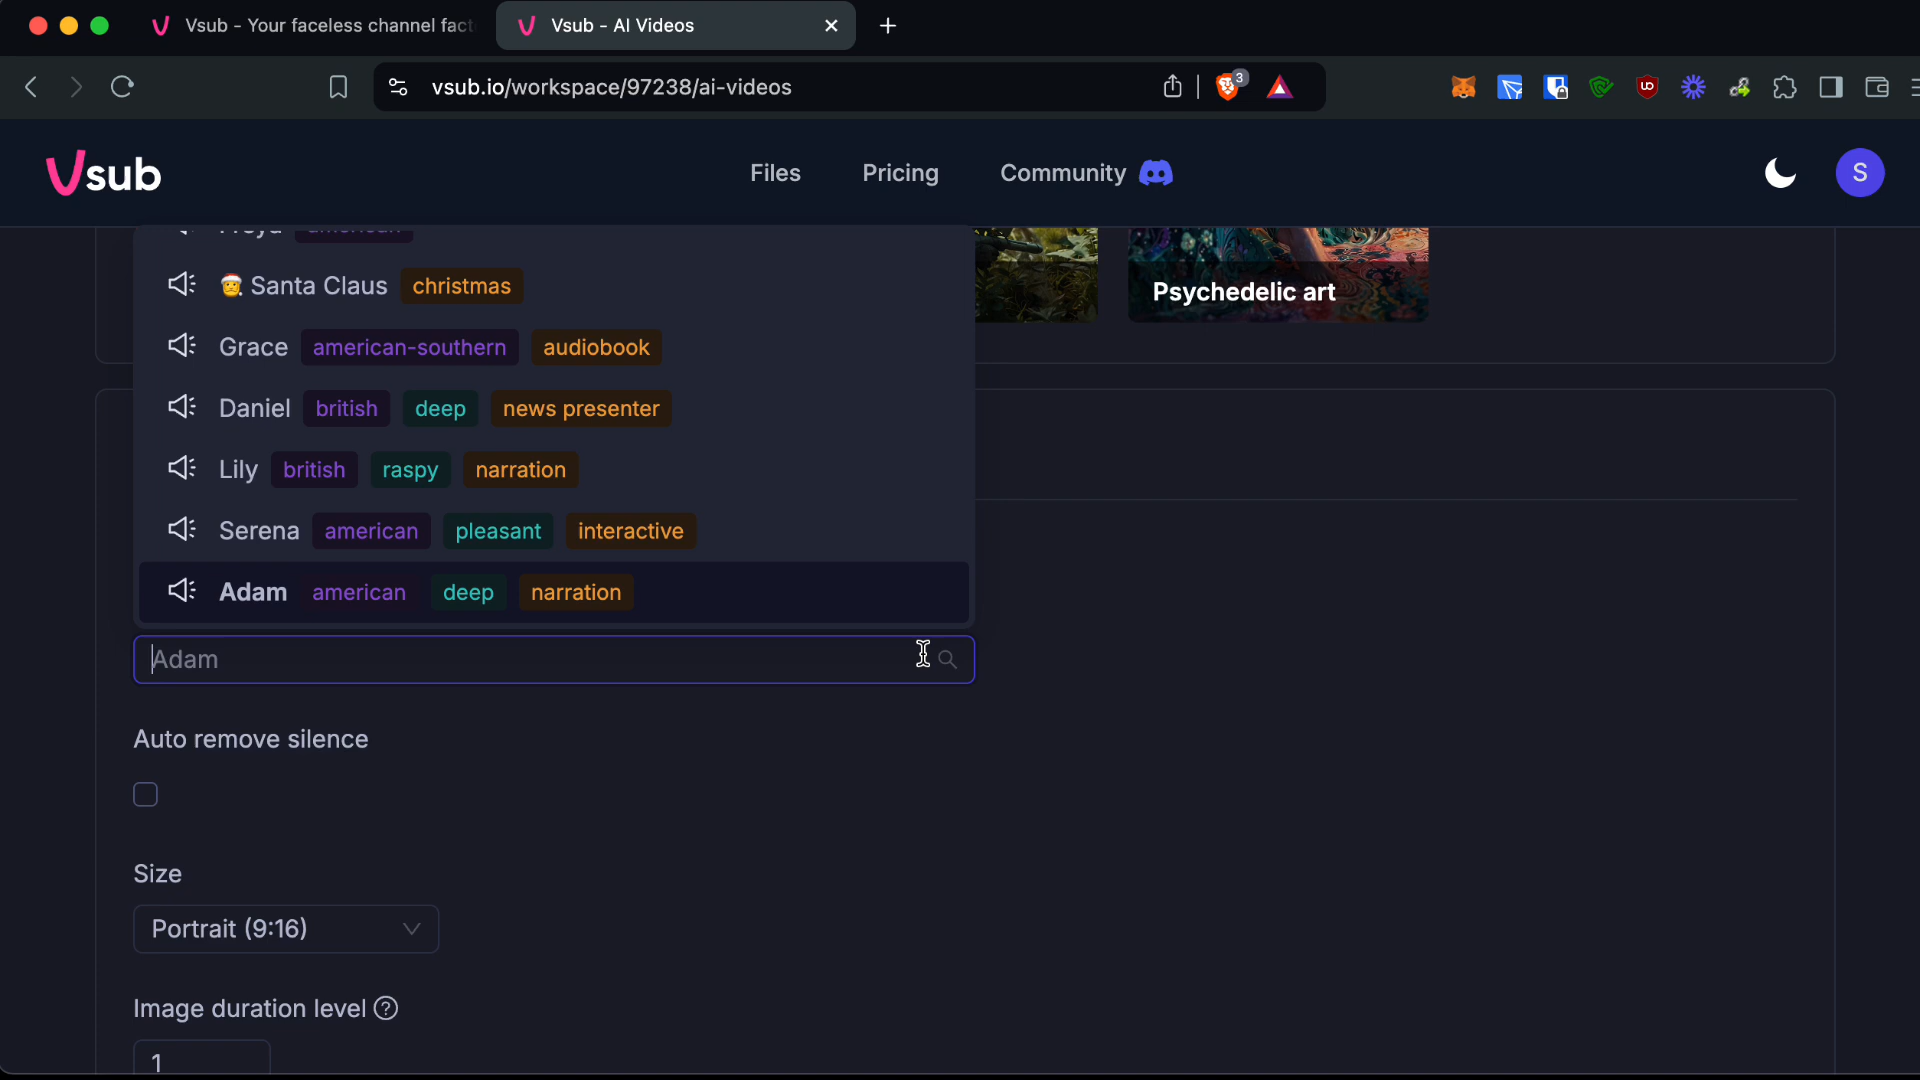 Vsub - Your faceless channel fact
Vsub - AI Videos
vsub.io/workspace/97238/ai-videos
3
Vsub
Files
Pricing
Community
S
Santa Claus christmas
Grace american-southern audiobook
Daniel british deep news presenter
Lily british raspy narration
Serena american pleasant interactive
Adam american deep narration
Psychedelic art
Adam
Auto remove silence
Size
Portrait (9:16)
Image duration level ?
1